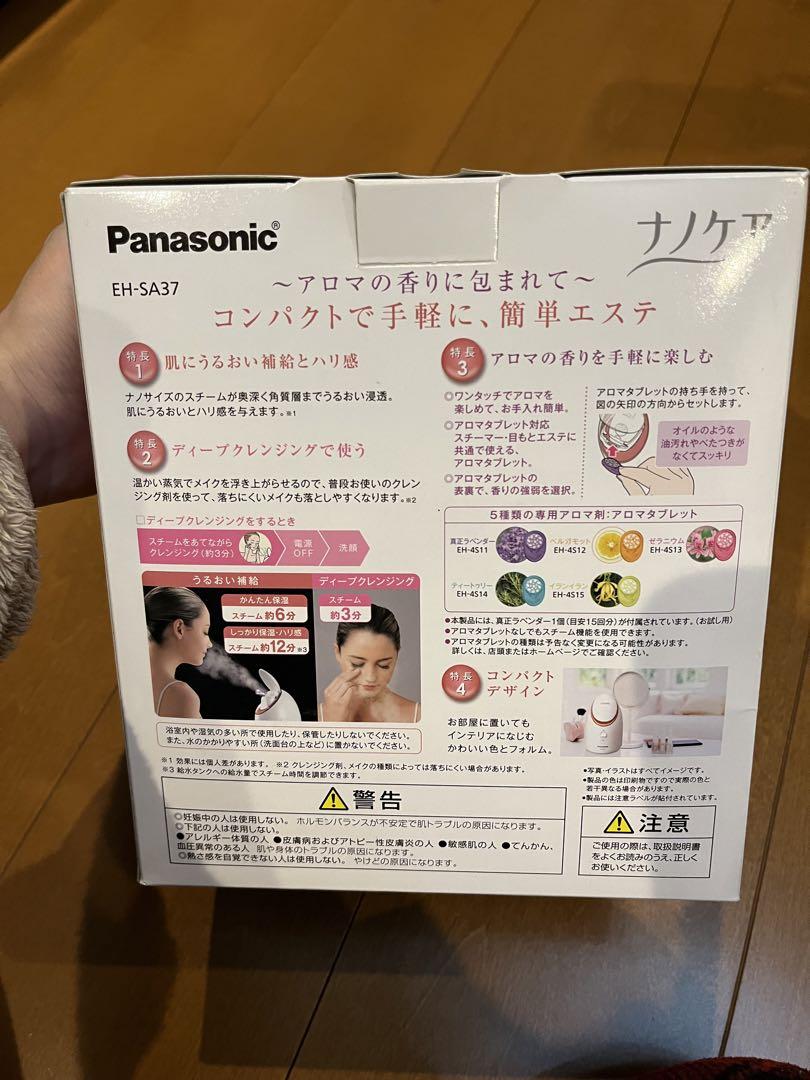 Panasonic®
ナノケア
EH-SA37
～アロマの香りに包まれて～
コンパクトで手軽に、簡単エステ
特長1 肌にうるおい補給とハリ感
ナノサイズのスチームが奥深く角質層までうるおい浸透。
肌にうるおいとハリ感を与えます。※1
特長2 ディープクレンジングで使う
温かい蒸気でメイクを浮き上がらせるので、普段お使いのクレン
ジング剤を使って、落ちにくいメイクも落としやすくなります。※2
□ディープクレンジングをするとき
スチームをあてながら
クレンジング(約3分)
電源
OFF
洗顔
うるおい補給
かんたん保湿
スチーム 約6分
しっかり保湿・ハリ感
スチーム 約12分 ※3
ディープクレンジング
スチーム
約3分
浴室内や湿気の多い所で使用したり、保管したりしないでください。
また、水のかかりやすい所(洗面台の上など)に置かないでください。
※1 効果には個人差があります。 ※2 クレンジング剤、メイクの種類によっては落ちにくい場合があります。
※3 給水タンクへの給水量でスチーム時間を調節できます。
特長3 アロマの香りを手軽に楽しむ
◎ワンタッチでアロマを
楽しめて、お手入れ簡単。
◎アロマタブレット対応
スチーマー・目もとエステに
共通で使える、
アロマタブレット。
◎アロマタブレットの
表裏で、香りの強弱を選択。
アロマタブレットの持ち手を持って、
図の矢印の方向からセットします。
オイルのような
油汚れやべたつきが
なくてスッキリ
5種類の専用アロマ剤:アロマタブレット
真正ラベンダー
EH-4S11
ベルガモット
EH-4S12
ゼラニウム
EH-4S13
ティートゥリー
EH-4S14
イランイラン
EH-4S15
●本製品には、真正ラベンダー1個(目安15回分)が付属されています。(お試し用)
●アロマタブレットなしでもスチーム機能を使用できます。
●アロマタブレットの種類は予告なく変更になる可能性があります。
詳しくは、店頭またはホームページでご確認ください。
特長4 コンパクト
デザイン
お部屋に置いても
インテリアになじむ
かわいい色とフォルム。
●写真・イラストはすべてイメージです。
●製品の色は印刷物ですので実際の色と
若干異なる場合があります。
●製品には注意ラベルが貼付されています。
警告
◎妊娠中の人は使用しない。 ホルモンバランスが不安定で肌トラブルの原因になります。
◎下記の人は使用しない。
●アレルギー体質の人 ●皮膚病およびアトピー性皮膚炎の人 ●敏感肌の人 ●てんかん、
血圧異常のある人 肌や身体のトラブルの原因になります。
◎熱さ感を自覚できない人は使用しない。 やけどの原因になります。
注意
ご使用の際は、取扱説明書
をよくお読みのうえ、正しく
お使いください。